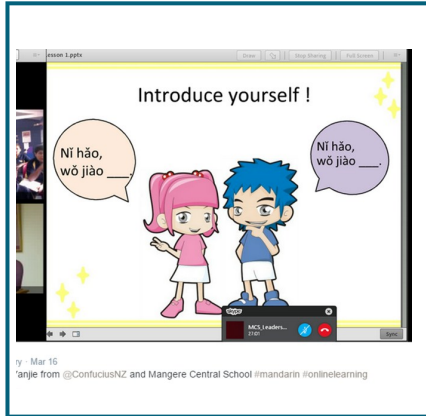 esson 1.pptx
Draw
Stop Sharing
Full Screen
Introduce yourself !
Nǐ hǎo,
wǒ jiào ___.
Nǐ hǎo,
wǒ jiào ___.
skype
MCS_Leaders...
27:01
Sync
ry · Mar 16
'anjie from @ConfuciusNZ and Mangere Central School #mandarin #onlinelearning